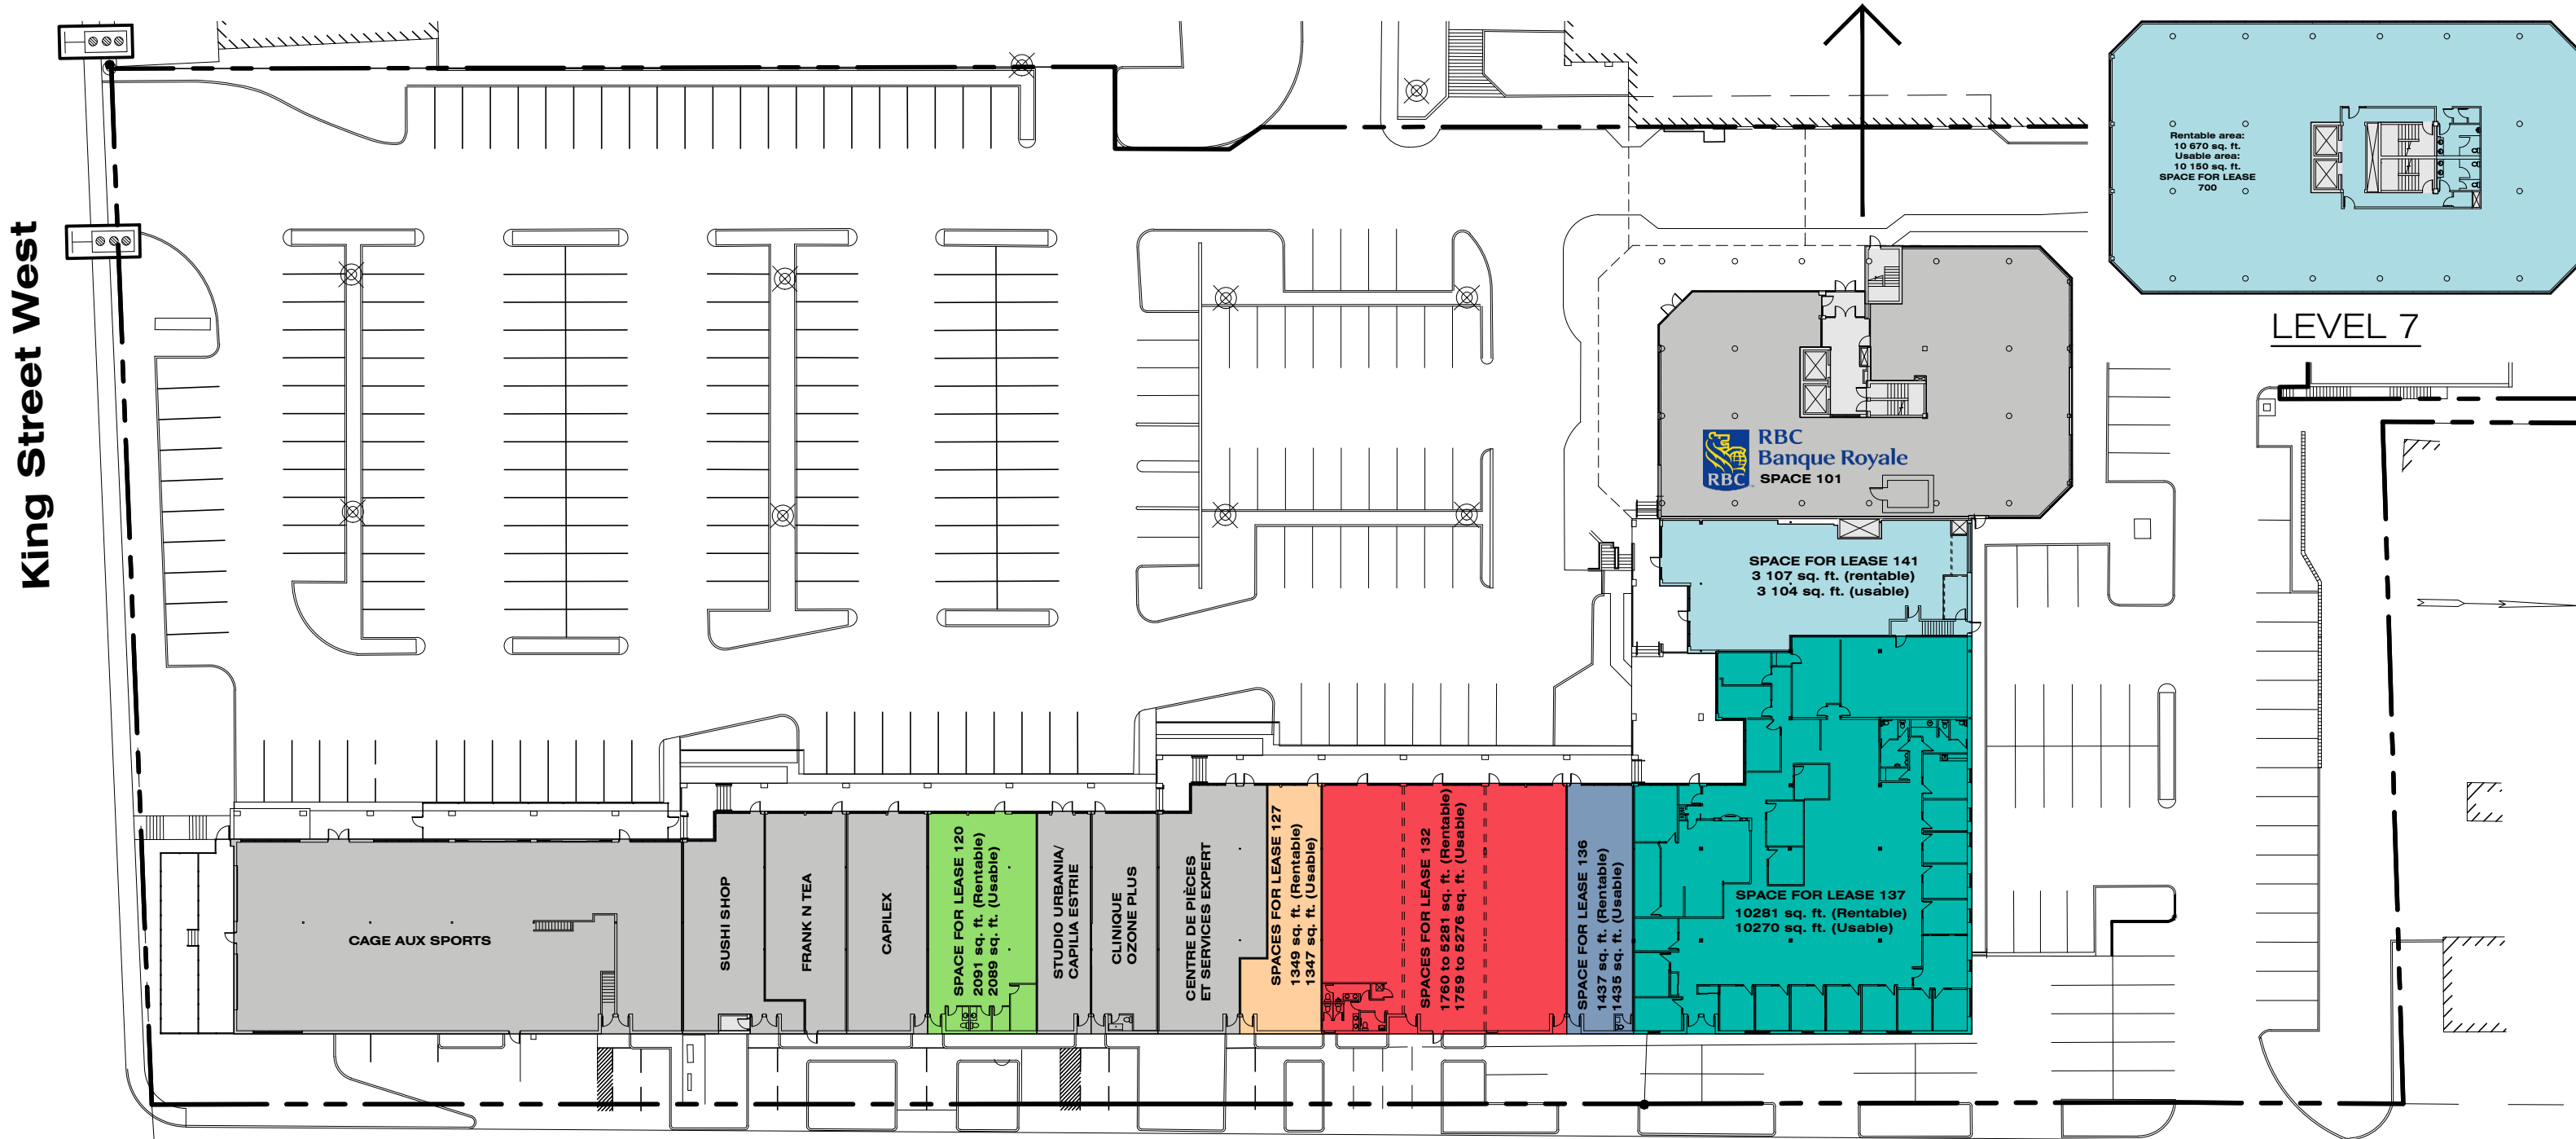 King Street West
Rentable area:
10 670 sq. ft.
Usable area:
10 150 sq. ft.
SPACE FOR LEASE
700
LEVEL 7
RBC
RBC
Banque Royale
SPACE 101
SPACE FOR LEASE 141
3 107 sq. ft. (rentable)
3 104 sq. ft. (usable)
CAGE AUX SPORTS
SUSHI SHOP
FRANK N TEA
CAPILEX
SPACE FOR LEASE 120
2091 sq. ft. (Rentable)
2089 sq. ft. (Usable)
STUDIO URBANIA/
CAPILIA ESTRIE
CLINIQUE
OZONE PLUS
CENTRE DE PIÈCES
ET SERVICES EXPERT
SPACES FOR LEASE 127
1349 sq. ft. (Rentable)
1347 sq. ft. (Usable)
SPACES FOR LEASE 132
1760 to 5281 sq. ft. (Rentable)
1759 to 5276 sq. ft. (Usable)
SPACE FOR LEASE 136
1437 sq. ft. (Rentable)
1435 sq. ft. (Usable)
SPACE FOR LEASE 137
10281 sq. ft. (Rentable)
10270 sq. ft. (Usable)